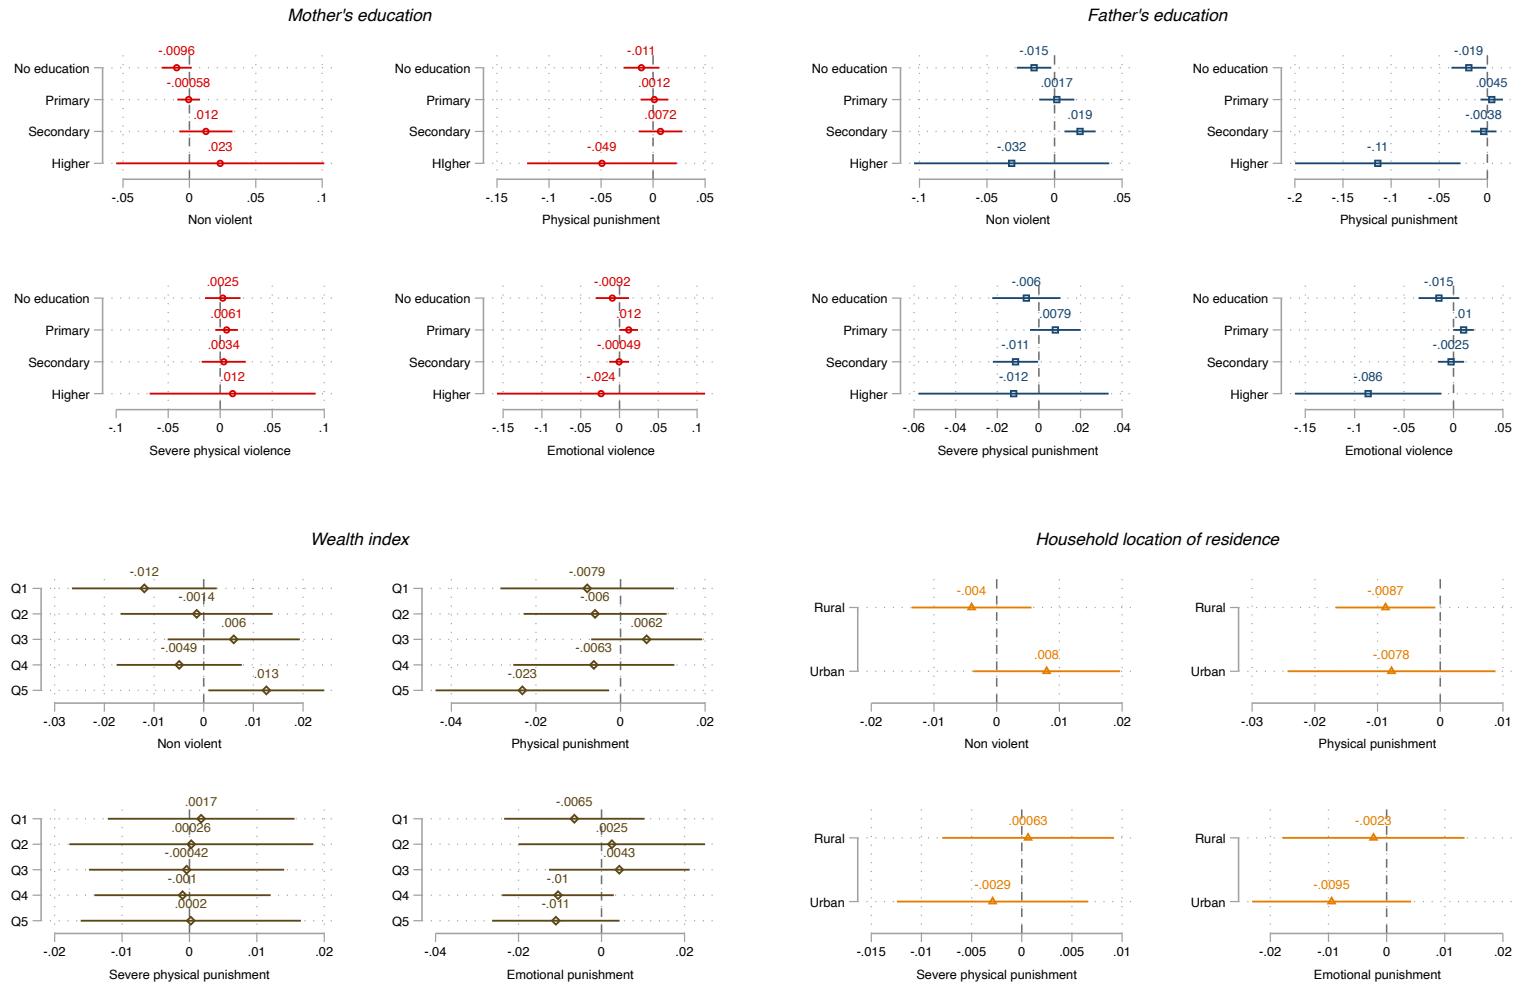 Mother's education
-.0096
No education
-.00058
Primary
.012
Secondary
.023
Higher
-.05 0 .05 .1
Non violent
-.011
No education
.0012
Primary
.0072
Secondary
-.049
HIgher
-.15 -.1 -.05 0 .05
Physical punishment
.0025
No education
.0061
Primary
.0034
Secondary
.012
Higher
-.1 -.05 0 .05 .1
Severe physical violence
-.0092
No education
.012
Primary
-.00049
Secondary
-.024
Higher
-.15 -.1 -.05 0 .05 .1
Emotional violence
Father's education
-.015
No education
.0017
Primary
.019
Secondary
-.032
Higher
-.1 -.05 0 .05
Non violent
-.019
No education
.0045
Primary
-.0038
Secondary
-.11
Higher
-.2 -.15 -.1 -.05 0
Physical punishment
-.006
No education
.0079
Primary
-.011
Secondary
-.012
Higher
-.06 -.04 -.02 0 .02 .04
Severe physical punishment
-.015
No education
.01
Primary
-.0025
Secondary
-.086
Higher
-.15 -.1 -.05 0 .05
Emotional violence
Wealth index
-.012
Q1
-.0014
Q2
.006
Q3
-.0049
Q4
.013
Q5
-.03 -.02 -.01 0 .01 .02
Non violent
-.0079
Q1
-.006
Q2
.0062
Q3
-.0063
Q4
-.023
Q5
-.04 -.02 0 .02
Physical punishment
.0017
Q1
.00026
Q2
-.00042
Q3
-.001
Q4
.0002
Q5
-.02 -.01 0 .01 .02
Severe physical punishment
-.0065
Q1
.0025
Q2
.0043
Q3
-.01
Q4
-.011
Q5
-.04 -.02 0 .02
Emotional punishment
Household location of residence
-.004
Rural
.008
Urban
-.02 -.01 0 .01 .02
Non violent
-.0087
Rural
-.0078
Urban
-.03 -.02 -.01 0 .01
Physical punishment
.00063
Rural
-.0029
Urban
-.015 -.01 -.005 0 .005 .01
Severe physical punishment
-.0023
Rural
-.0095
Urban
-.02 -.01 0 .01 .02
Emotional punishment